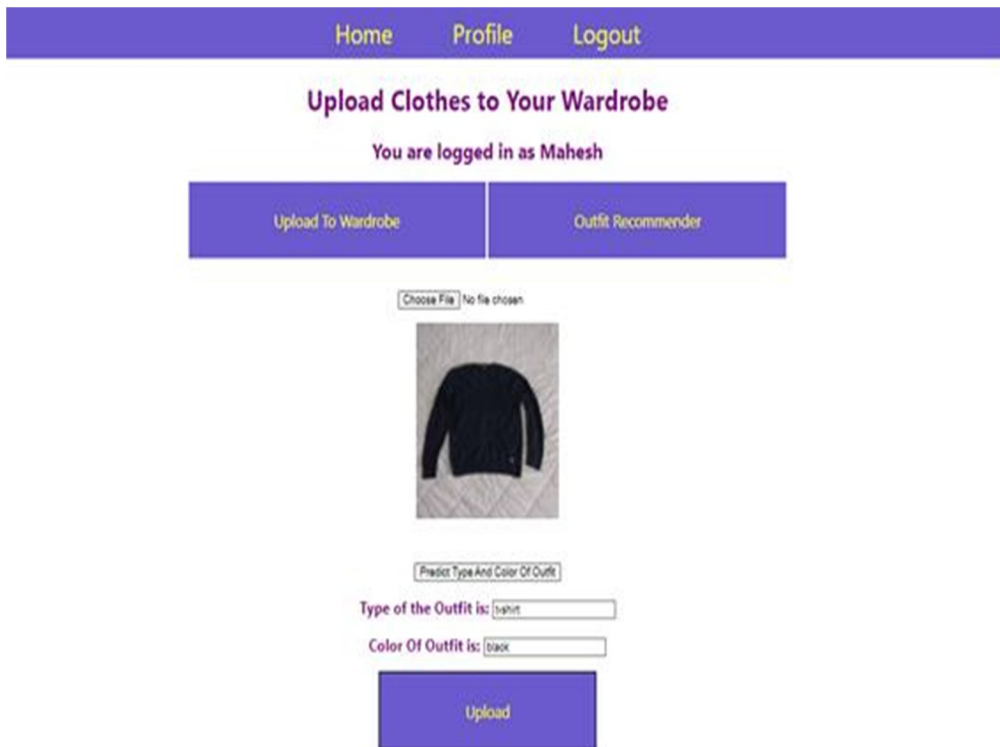 Home Profile Logout
Upload Clothes to Your Wardrobe
You are logged in as Mahesh
Upload To Wardrobe Outfit Recommender
Choose File No file chosen
Predict Type And Color Of Outfit
Type of the Outfit is: t-shirt
Color Of Outfit is: black
Upload